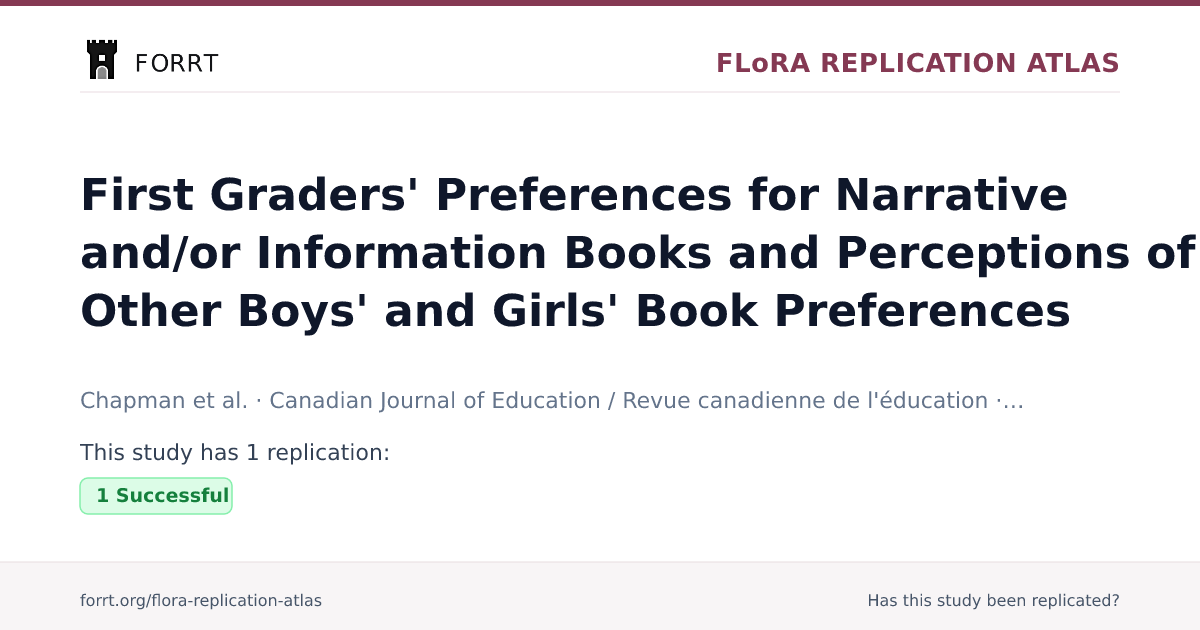 FORRT
FLoRA REPLICATION ATLAS
First Graders' Preferences for Narrative
and/or Information Books and Perceptions of
Other Boys' and Girls' Book Preferences
Chapman et al. · Canadian Journal of Education / Revue canadienne de l'éducation ·...
This study has 1 replication:
1 Successful
forrt.org/flora-replication-atlas
Has this study been replicated?